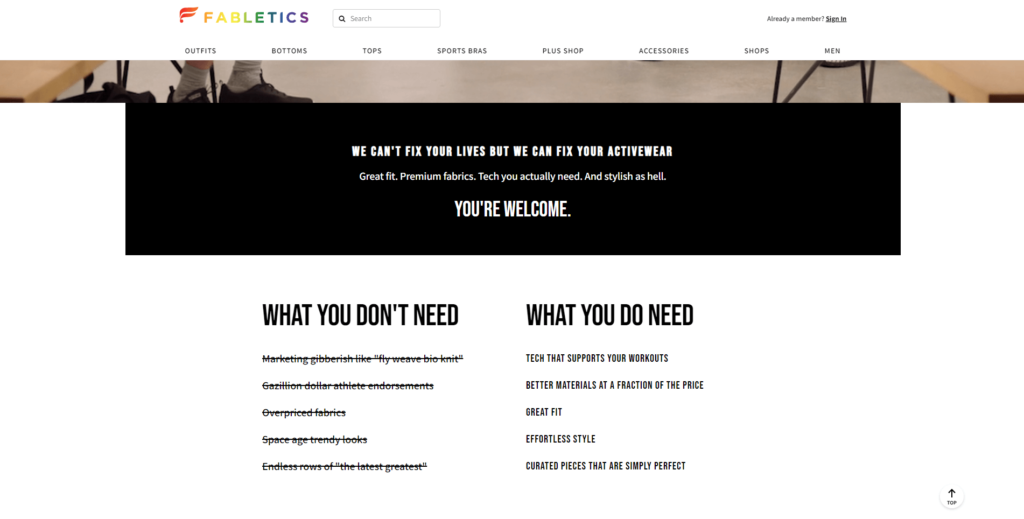 FABLETICS
Search
Already a member? Sign In
OUTFITS
BOTTOMS
TOPS
SPORTS BRAS
PLUS SHOP
ACCESSORIES
SHOPS
MEN
WE CAN'T FIX YOUR LIVES BUT WE CAN FIX YOUR ACTIVEWEAR
Great fit. Premium fabrics. Tech you actually need. And stylish as hell.
YOU'RE WELCOME.
WHAT YOU DON'T NEED
Marketing gibberish like "fly weave bio knit"
Gazillion dollar athlete endorsements
Overpriced fabrics
Space age trendy looks
Endless rows of "the latest greatest"
WHAT YOU DO NEED
TECH THAT SUPPORTS YOUR WORKOUTS
BETTER MATERIALS AT A FRACTION OF THE PRICE
GREAT FIT
EFFORTLESS STYLE
CURATED PIECES THAT ARE SIMPLY PERFECT
TOP